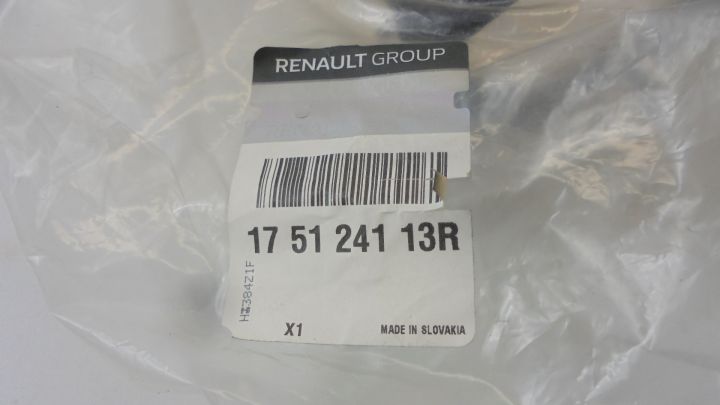 RENAULT GROUP
17 51 241 13R
X1
MADE IN SLOVAKIA